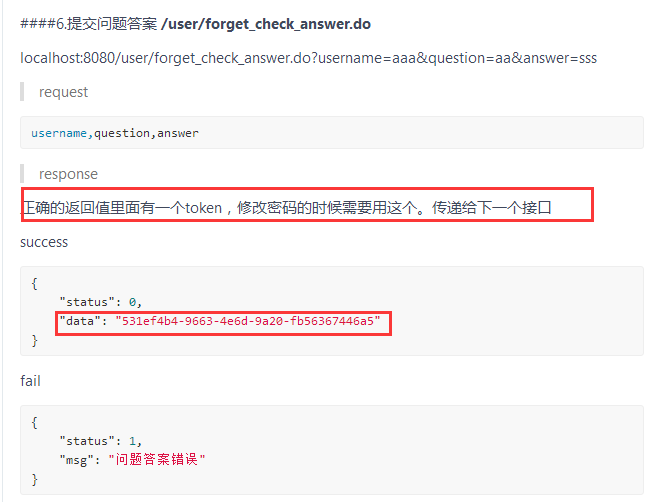 ####6.提交问题答案 /user/forget_check_answer.do
localhost:8080/user/forget_check_answer.do?username=aaa&question=aa&answer=sss
request
username,question,answer
response
正确的返回值里面有一个token，修改密码的时候需要用这个。传递给下一个接口
success
{
    "status": 0,
    "data": "531ef4b4-9663-4e6d-9a20-fb56367446a5"
}
fail
{
    "status": 1,
    "msg": "问题答案错误"
}